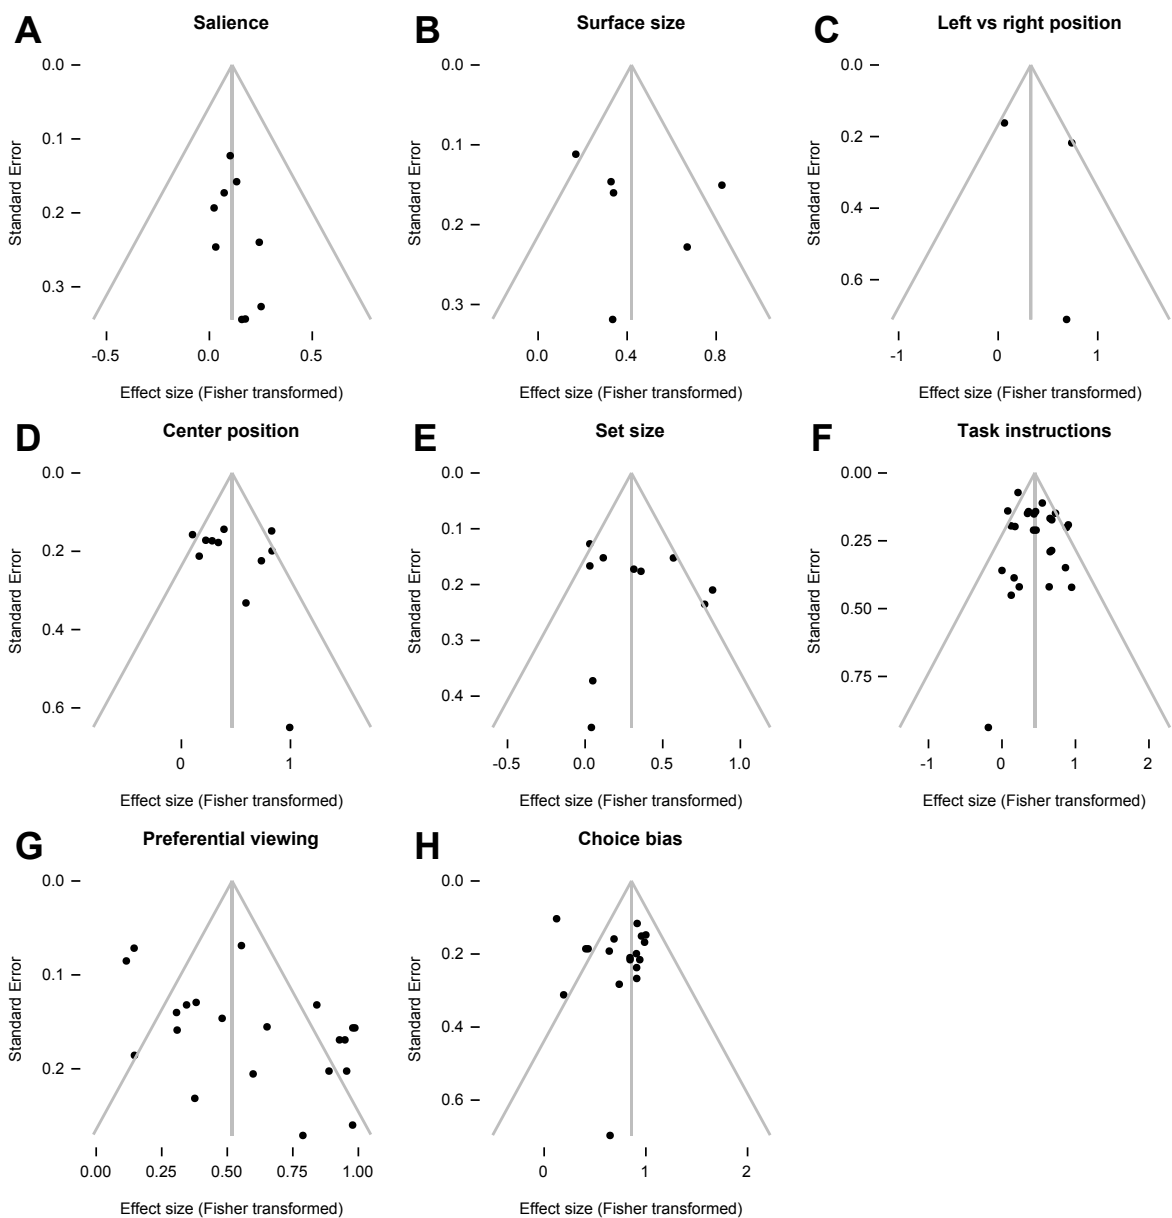 A Salience
B Surface size
C Left vs right position
0.0
0.1
0.2
0.3
Standard Error
-0.5 0.0 0.5
Effect size (Fisher transformed)
0.0
0.1
0.2
0.3
Standard Error
0.0 0.4 0.8
Effect size (Fisher transformed)
0.0
0.2
0.4
0.6
Standard Error
-1 0 1
Effect size (Fisher transformed)
D Center position
E Set size
F Task instructions
0.0
0.2
0.4
0.6
Standard Error
0 1
Effect size (Fisher transformed)
0.0
0.1
0.2
0.3
0.4
Standard Error
-0.5 0.0 0.5 1.0
Effect size (Fisher transformed)
0.00
0.25
0.50
0.75
Standard Error
-1 0 1 2
Effect size (Fisher transformed)
G Preferential viewing
H Choice bias
0.0
0.1
0.2
Standard Error
0.00 0.25 0.50 0.75 1.00
Effect size (Fisher transformed)
0.0
0.2
0.4
0.6
Standard Error
0 1 2
Effect size (Fisher transformed)